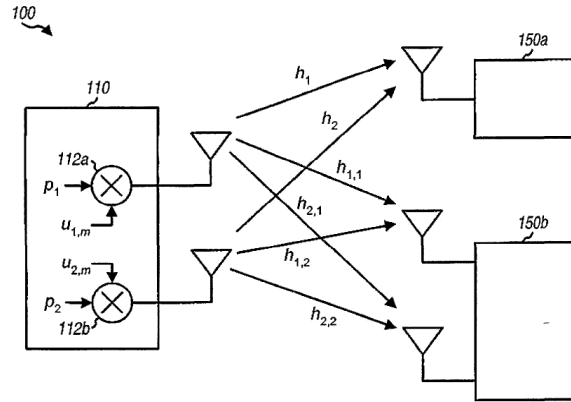 100
110
112a
p1
u1,m
u2,m
p2
112b
h1
h2
h1,1
h2,1
h1,2
h2,2
150a
150b